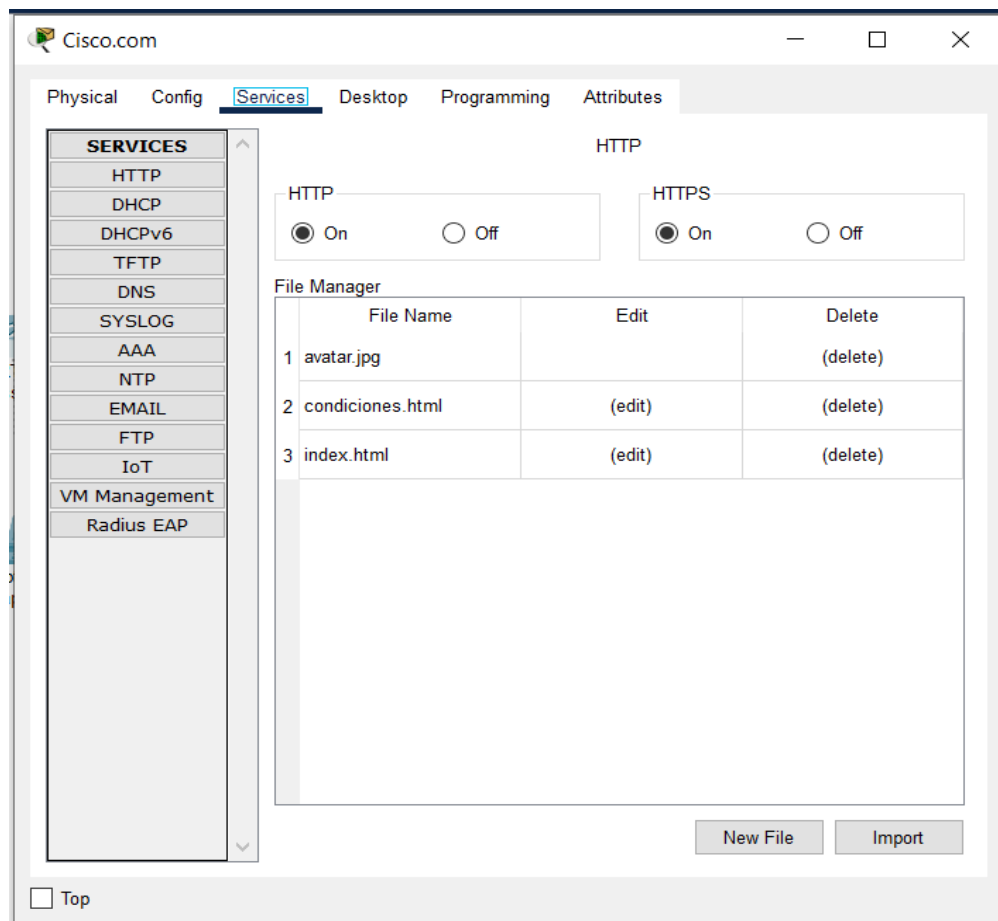 Cisco.com
Physical Config Services Desktop Programming Attributes
SERVICES
HTTP
DHCP
DHCPv6
TFTP
DNS
SYSLOG
AAA
NTP
EMAIL
FTP
IoT
VM Management
Radius EAP
HTTP
HTTP
On Off
HTTPS
On Off
File Manager
File Name Edit Delete
1 avatar.jpg (delete)
2 condiciones.html (edit) (delete)
3 index.html (edit) (delete)
New File Import
Top